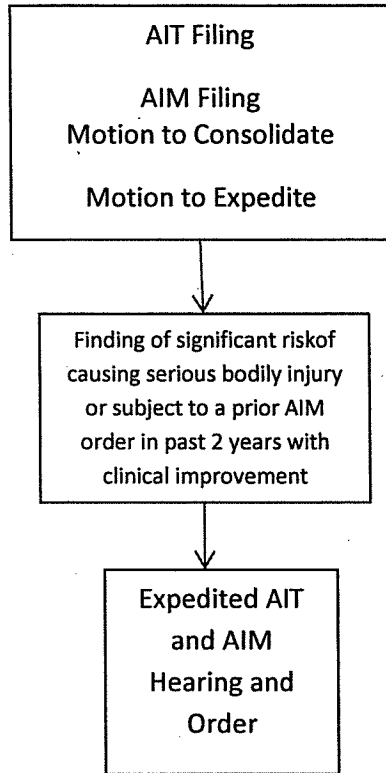 AIT Filing
AIM Filing
Motion to Consolidate
Motion to Expedite
Finding of significant riskof
causing serious bodily injury
or subject to a prior AIM
order in past 2 years with
clinical improvement
Expedited AIT
and AIM
Hearing and
Order